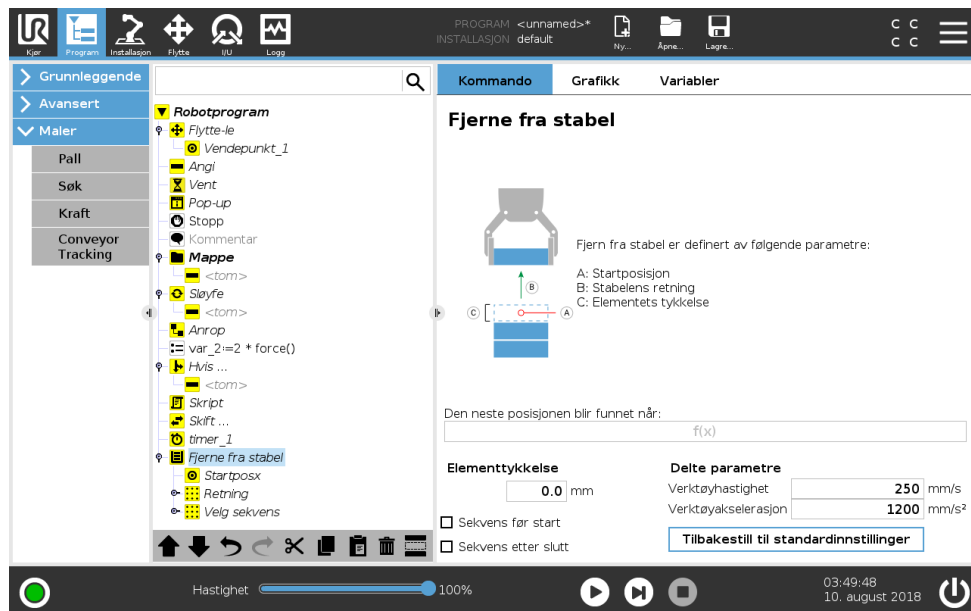 PROGRAM <unnamed>*
INSTALLASJON default
Kjør
Program
Installasjon
Flytte
I/U
Logg
Ny...
Åpne...
Lagre...
C C
C C
Grunnleggende
Avansert
Maler
Pall
Søk
Kraft
Conveyor
Tracking
Robotprogram
Flytte-le
Vendepunkt_1
Angi
Vent
Pop-up
Stopp
Kommentar
Mappe
<tom>
Sløyfe
<tom>
Anrop
var_2:=2 * force()
Hvis ...
<tom>
Skript
Skift ...
timer_1
Fjerne fra stabel
Startposx
Retning
Velg sekvens
Kommando
Grafikk
Variabler
Fjerne fra stabel
B
C
A
Fjern fra stabel er definert av følgende parametre:
A: Startposisjon
B: Stabelens retning
C: Elementets tykkelse
Den neste posisjonen blir funnet når:
f(x)
Elementtykkelse
0.0 mm
Sekvens før start
Sekvens etter slutt
Delte parametre
Verktøyhastighet 250 mm/s
Verktøyakselerasjon 1200 mm/s²
Tilbakestill til standardinnstillinger
Hastighet 100%
03:49:48
10. august 2018